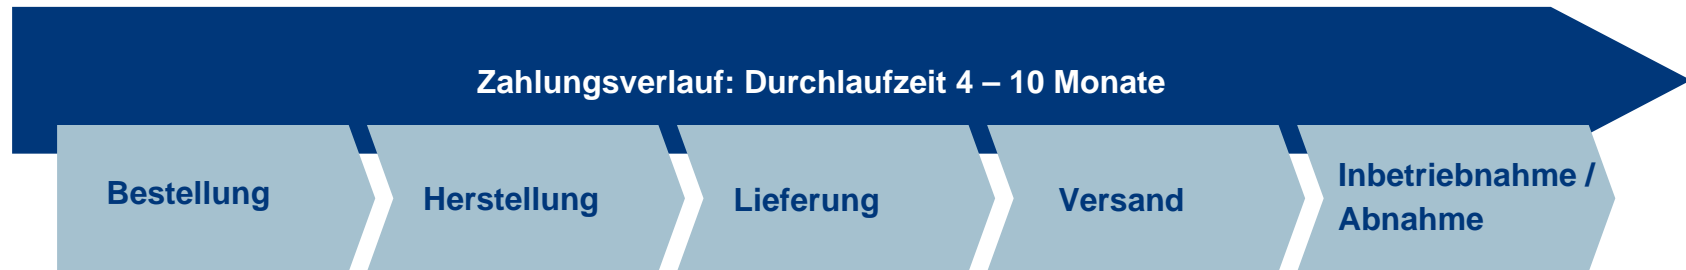 Zahlungsverlauf: Durchlaufzeit 4 – 10 Monate
Bestellung
Herstellung
Lieferung
Versand
Inbetriebnahme /
Abnahme